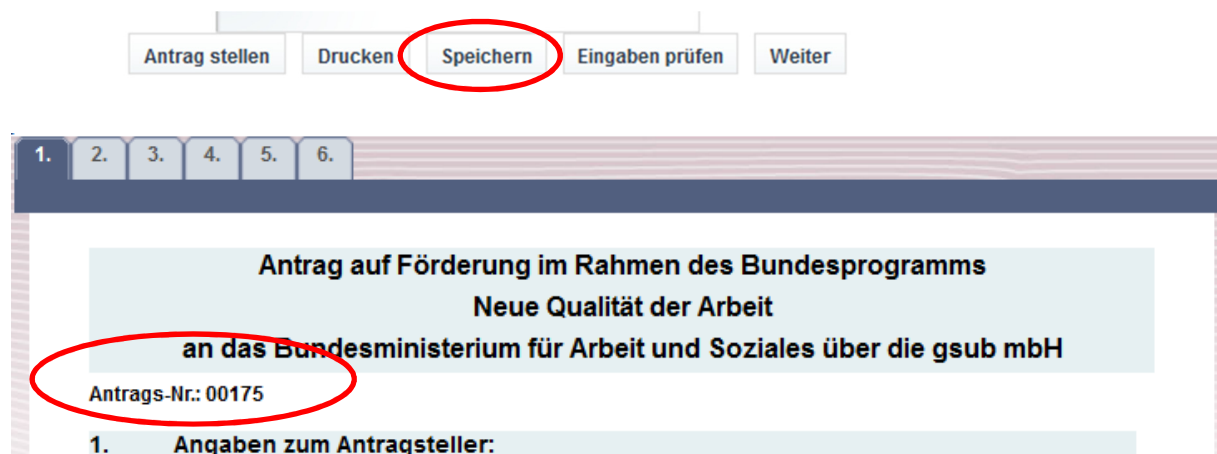 Antrag stellen Drucken Speichern Eingaben prüfen Weiter
1. 2. 3. 4. 5. 6.
Antrag auf Förderung im Rahmen des Bundesprogramms
Neue Qualität der Arbeit
an das Bundesministerium für Arbeit und Soziales über die gsub mbH
Antrags-Nr.: 00175
1. Angaben zum Antragsteller: